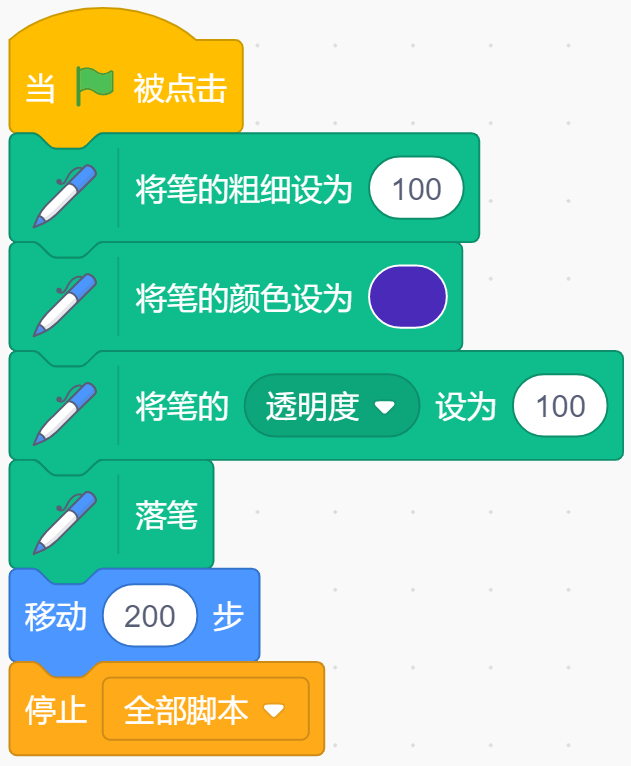 当 被点击
将笔的粗细设为 100
将笔的颜色设为
将笔的 透明度 设为 100
落笔
移动 200 步
停止 全部脚本